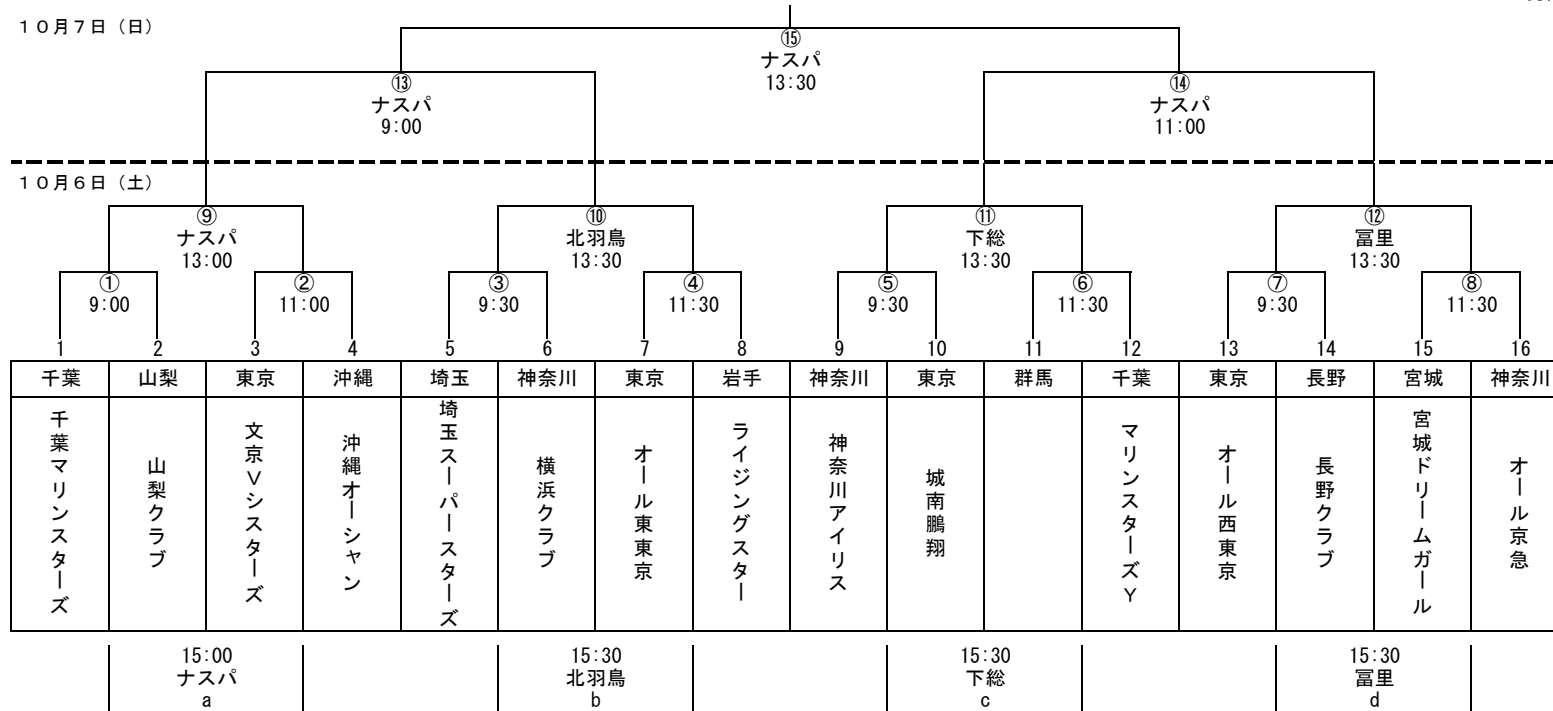 １０月７日（日）
⑮
ナスパ
13:30
⑬
ナスパ
9:00
⑭
ナスパ
11:00
１０月６日（土）
⑨
ナスパ
13:00
⑩
北羽鳥
13:30
⑪
下総
13:30
⑫
冨里
13:30
①
9:00
②
11:00
③
9:30
④
11:30
⑤
9:30
⑥
11:30
⑦
9:30
⑧
11:30
1 2 3 4 5 6 7 8 9 10 11 12 13 14 15 16
千葉 山梨 東京 沖縄 埼玉 神奈川 東京 岩手 神奈川 東京 群馬 千葉 東京 長野 宮城 神奈川
千葉マリンスターズ
山梨クラブ
文京Ｖシスターズ
沖縄オーシャン
埼玉スーパースターズ
横浜クラブ
オール東東京
ライジングスター
神奈川アイリス
城南鵬翔
マリンスターズＹ
オール西東京
長野クラブ
宮城ドリームガール
オール京急
15:00
ナスパ
a
15:30
北羽鳥
b
15:30
下総
c
15:30
冨里
d